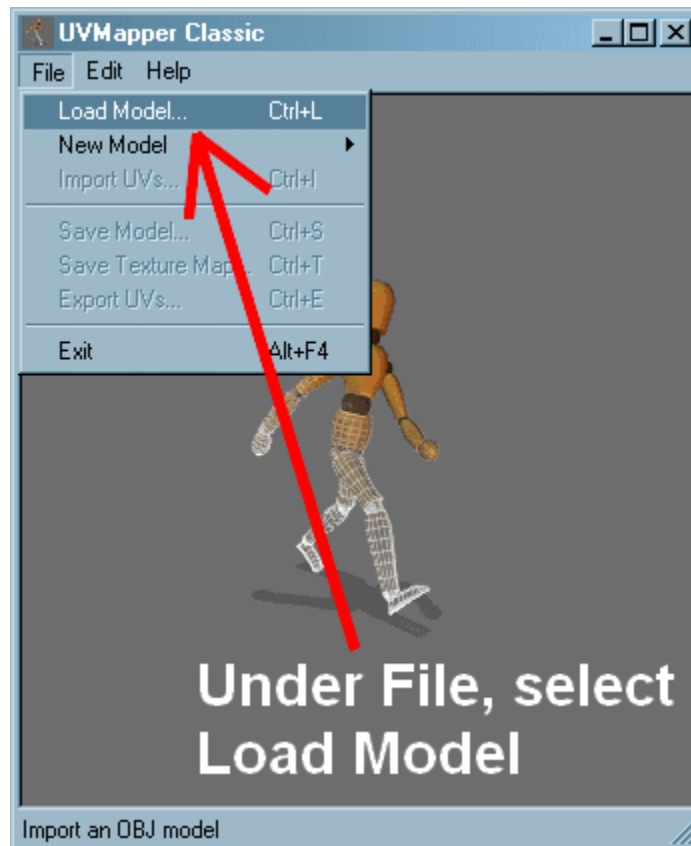 UVMapper Classic
File Edit Help
Load Model... Ctrl+L
New Model
Import UVs... Ctrl+I
Save Model... Ctrl+S
Save Texture Map... Ctrl+T
Export UVs... Ctrl+E
Exit Alt+F4
Under File, select
Load Model
Import an OBJ model